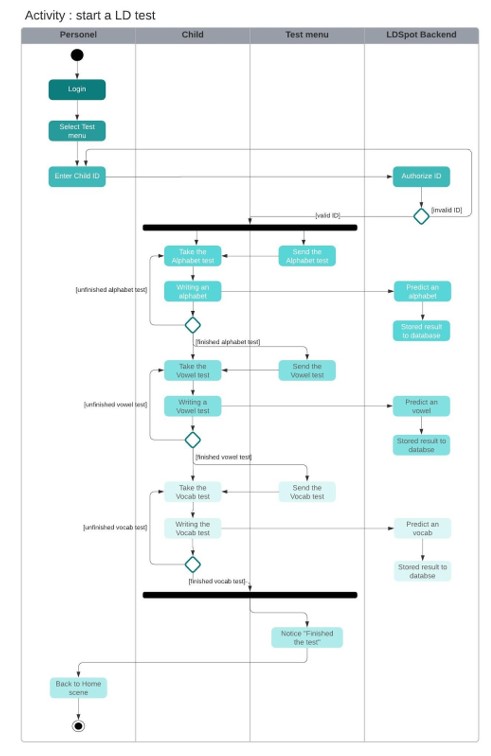 Activity : start a LD test
Personel
Child
Test menu
LDSpot Backend
Login
Select Test
menu
Enter Child ID
Authorize ID
[invalid ID]
[valid ID]
Take the
Alphabet test
Send the
Alphabet test
[unfinished alphabet test]
Writing an
alphabet
Predict an
alphabet
Stored result
to database
[finished alphabet test]
Take the
Vowel test
Send the
Vowel test
[unfinished vowel test]
Writing a
Vowel test
Predict an
vowel
Stored result to
databse
[finished vowel test]
Take the
Vocab test
Send the
Vocab test
[unfinished vocab test]
Writing the
Vocab test
Predict an
vocab
Stored result to
databse
[finished vocab test]
Notice "Finished
the test"
Back to Home
scene